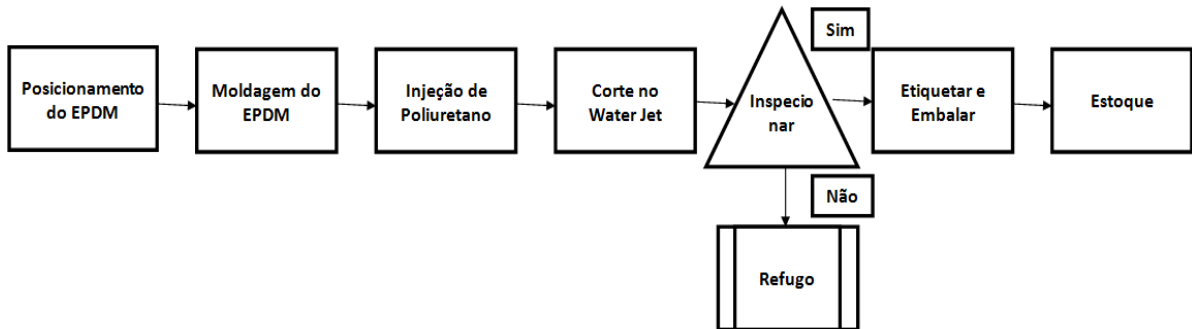 Posicionamento
do EPDM
Moldagem do
EPDM
Injeção de
Poliuretano
Corte no
Water Jet
Inspecio
nar
Sim
Etiquetar e
Embalar
Estoque
Não
Refugo